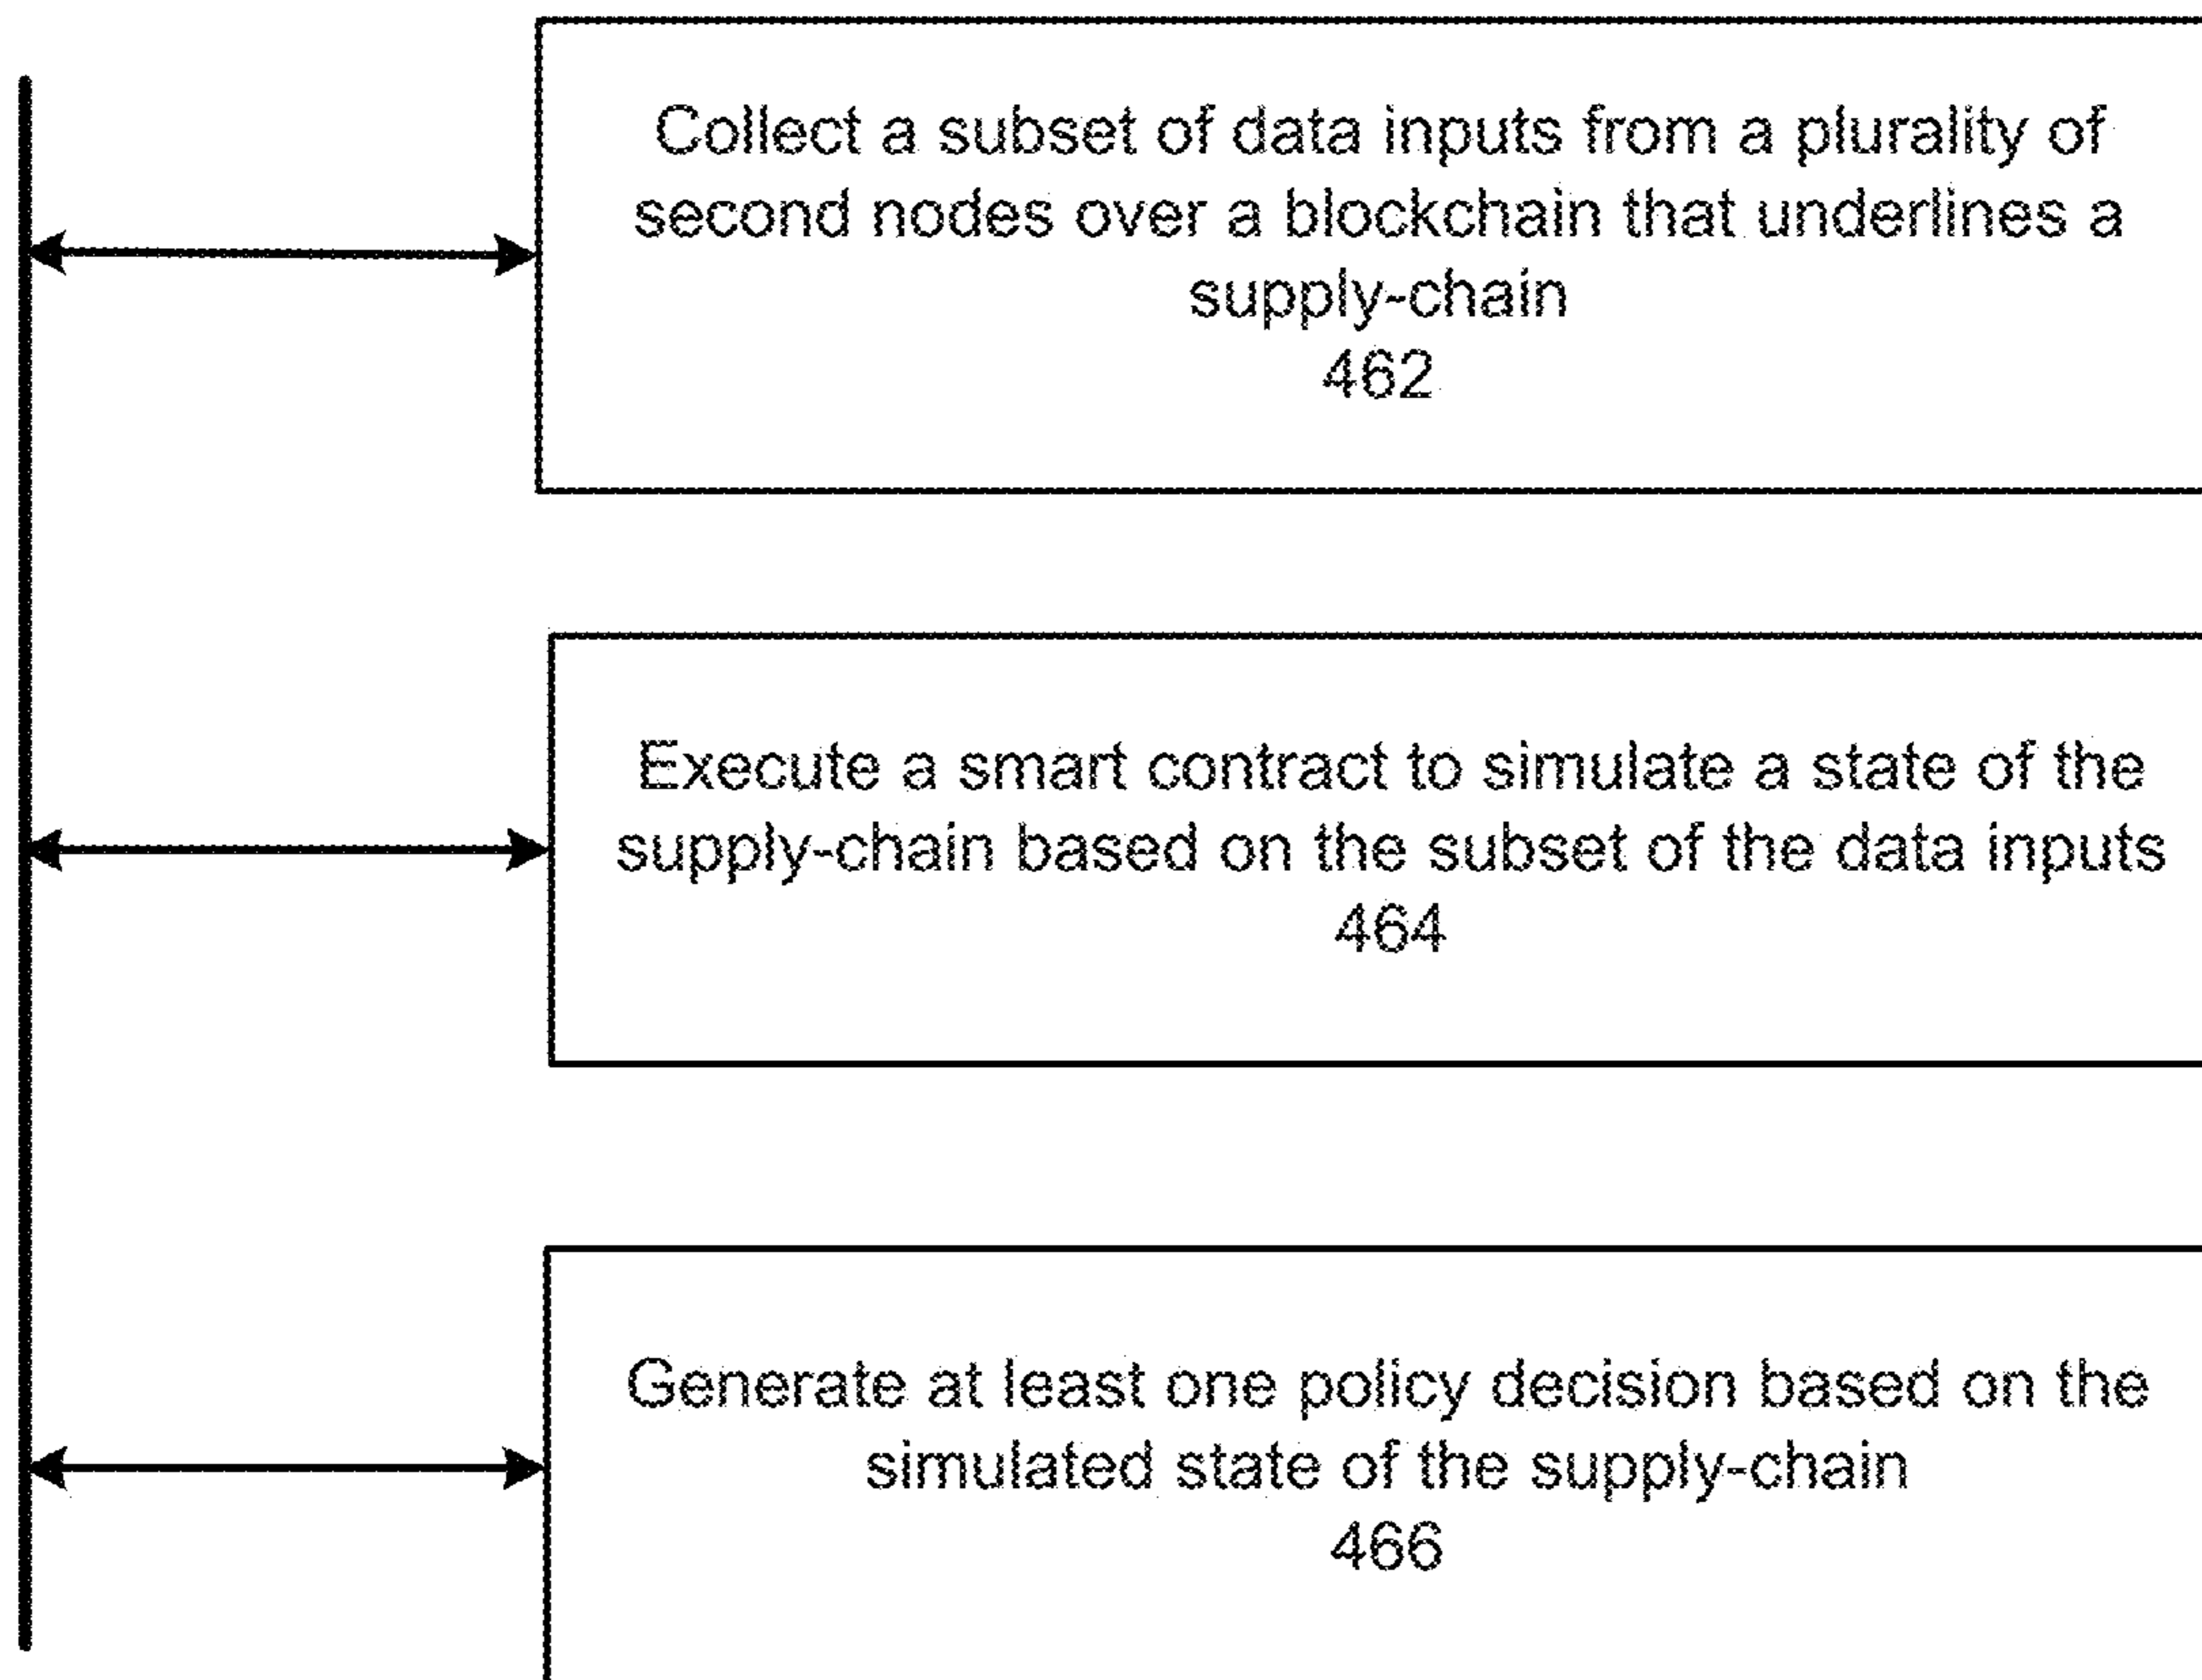 Collect a subset of data inputs from a plurality of
second nodes over a blockchain that underlines a
supply-chain
462
Execute a smart contract to simulate a state of the
supply-chain based on the subset of the data inputs
464
Generate at least one policy decision based on the
simulated state of the supply-chain
466